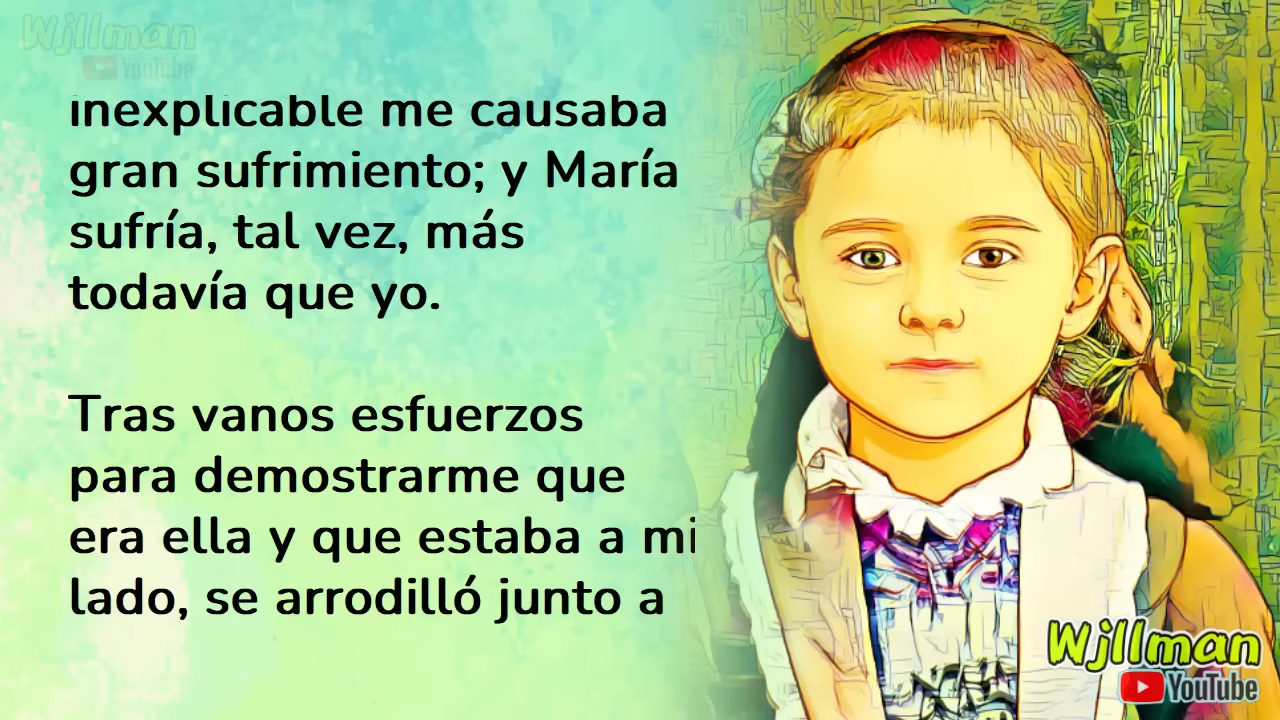 Wjllman
YouTube
inexplicable me causaba
gran sufrimiento; y María
sufría, tal vez, más
todavía que yo.
Tras vanos esfuerzos
para demostrarme que
era ella y que estaba a mi
lado, se arrodilló junto a
Wjllman
YouTube